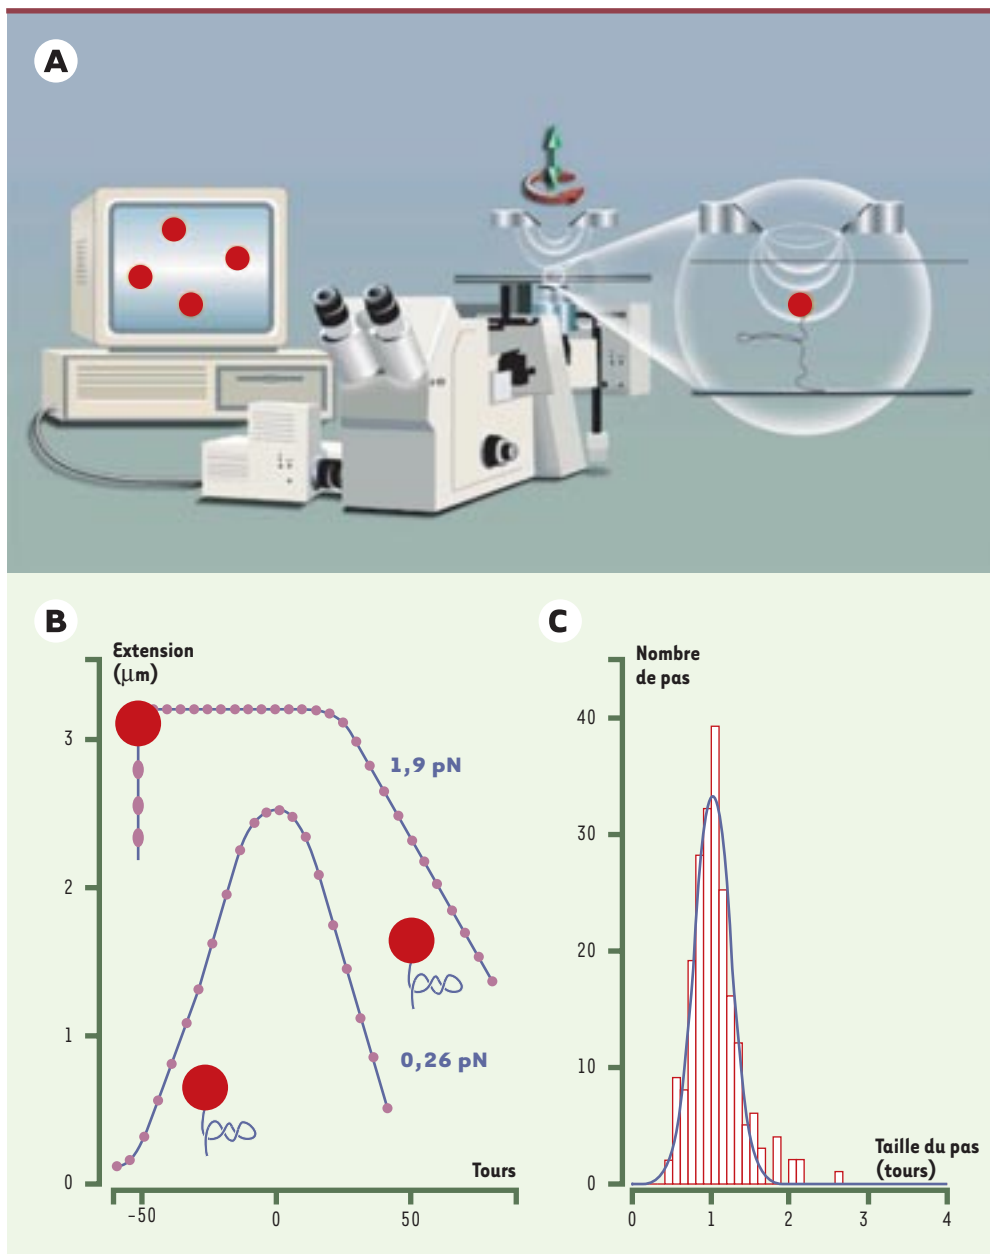 A
B
Extension
(µm)
3
2
1
0
1,9 pN
0,26 pN
Tours
-50
0
50
C
Nombre
de pas
40
30
20
10
0
Taille du pas
(tours)
0
1
2
3
4